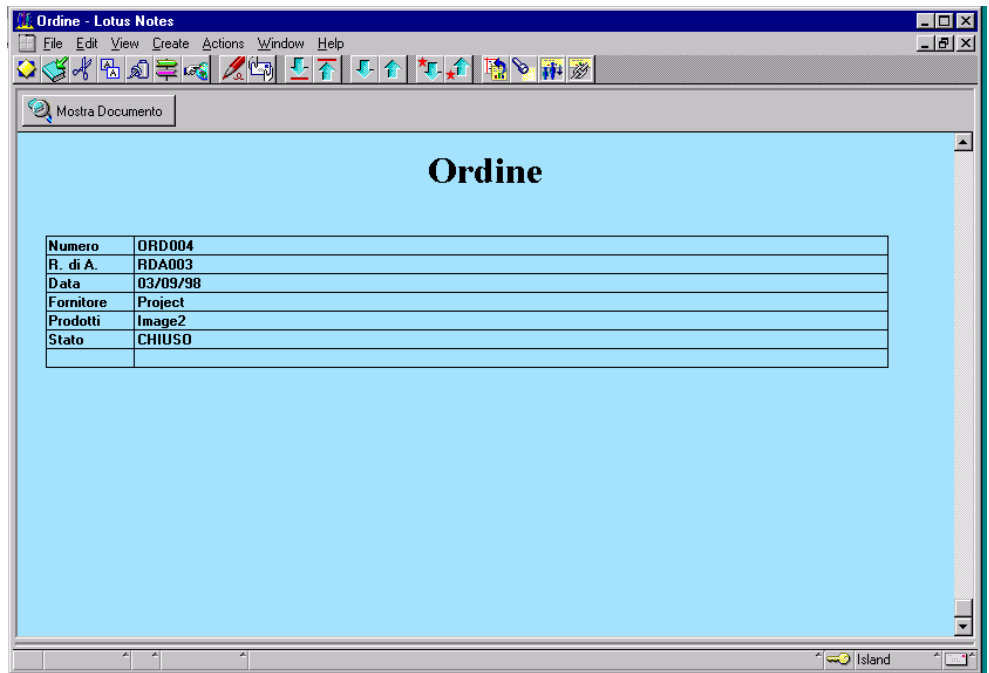 Ordine - Lotus Notes
File Edit View Create Actions Window Help
Mostra Documento
Ordine
Numero ORD004
R. di A. RDA003
Data 03/09/98
Fornitore Project
Prodotti Image2
Stato CHIUSO
Island